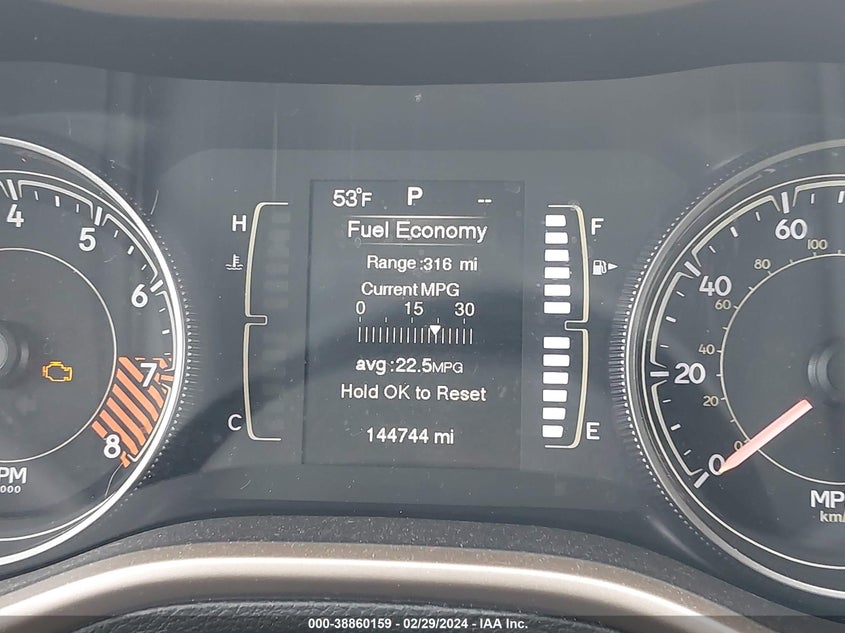 4
5
6
7
8
PM
000
H
C
53°F P --
Fuel Economy
Range:316 mi
Current MPG
0 15 30
avg:22.5MPG
Hold OK to Reset
144744 mi
F
E
60
40
20
0
100
80
60
40
20
0
MP
km/
000-38860159 - 02/29/2024 - IAA Inc.